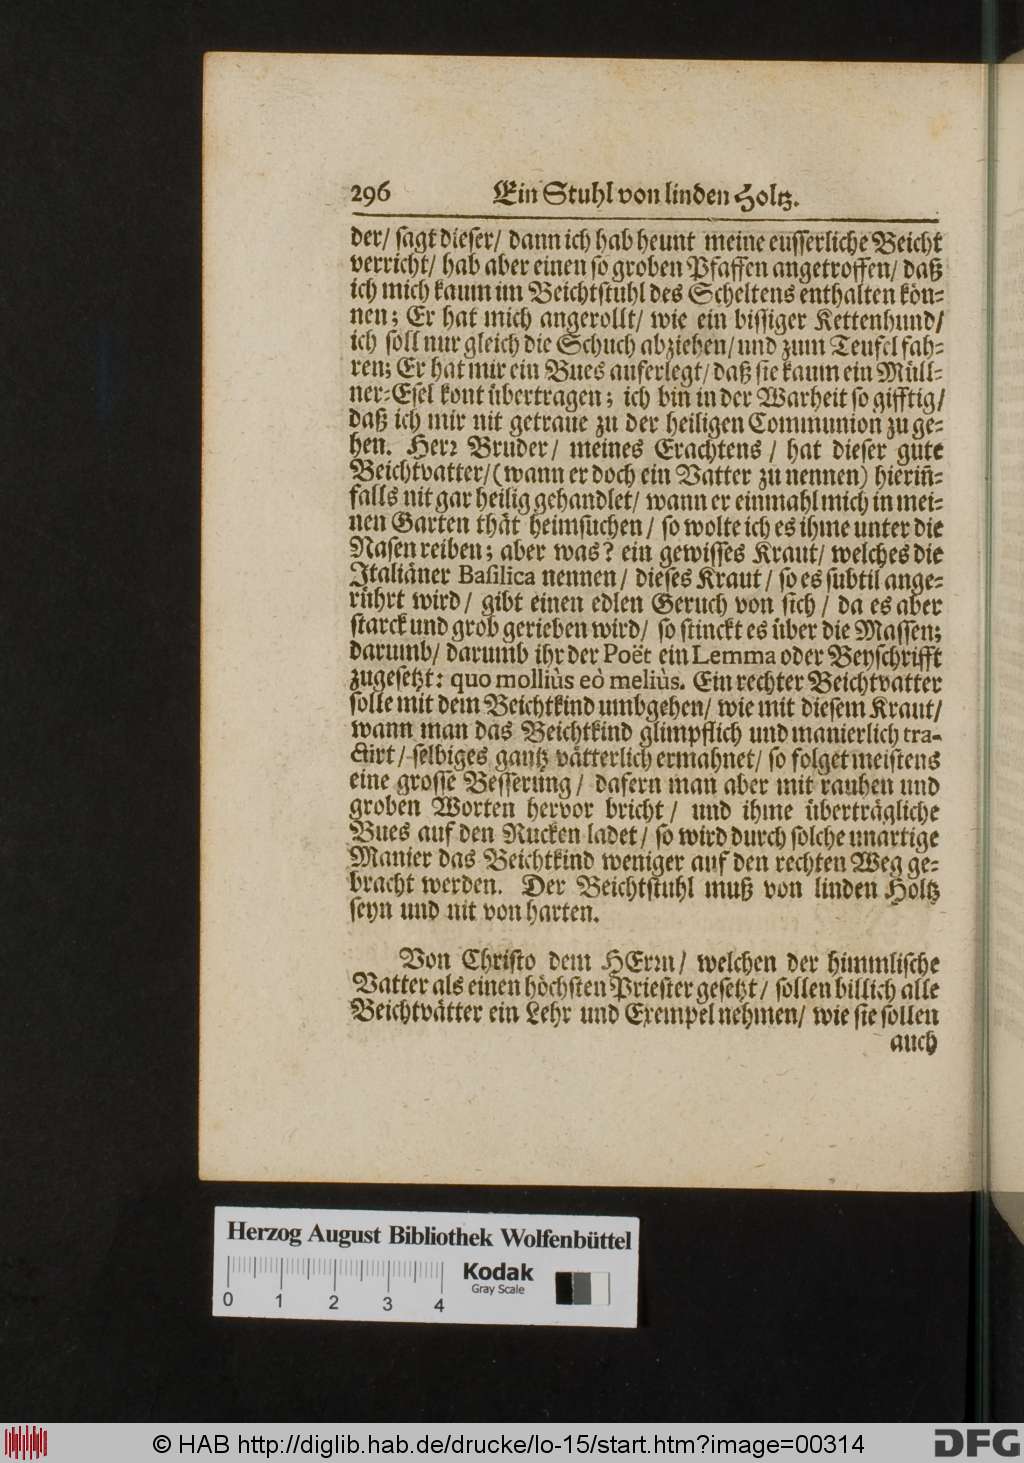 296 Ein Stuhl von linden Holtz.
der/ sagt dieser/ dann ich hab heunt meine eusserliche Beicht
verricht/ hab aber einen so groben Pfaffen angetroffen/ daß
ich mich kaum im Beichtstuhl des Scheltens enthalten kön-
nen; Er hat mich angerollt/ wie ein bissiger Kettenhund/
ich soll nur gleich die Schuch abziehen/ und zum Teufel fah-
ren; Er hat mir ein Bues auferlegt/ daß sie kaum ein Müll-
ner-Esel kont übertragen; ich bin in der Warheit so gifftig/
daß ich mir nit getraue zu der heiligen Communion zu ge-
hen. Herr Bruder/ meines Erachtens / hat dieser gute
Beichtvatter/ (wann er doch ein Vatter zu nennen) hieriñ-
falls nit gar heilig gehandlet/ wann er einmahl mich in mei-
nen Garten thät heimsuchen / so wolte ich es ihme unter die
Nasen reiben; aber was? ein gewisses Kraut/ welches die
Italiäner Basilica nennen / dieses Kraut / so es subtil ange-
rührt wird / gibt einen edlen Geruch von sich / da es aber
starck und grob gerieben wird/ so stinckt es über die Massen;
darumb/ darumb ihr der Poët ein Lemma oder Beyschrifft
zugesetzt: quo molliùs eò meliùs. Ein rechter Beichtvatter
solle mit dem Beichtkind umbgehen/ wie mit diesem Kraut/
wann man das Beichtkind glimpflich und manierlich tra-
ctirt / selbiges gantz vätterlich ermahnet/ so folget meistens
eine grosse Besserung / dafern man aber mit rauhen und
groben Worten hervor bricht / und ihme überträgliche
Bues auf den Rucken ladet / so wird durch solche unartige
Manier das Beichtkind weniger auf den rechten Weg ge-
bracht werden. Der Beichtstuhl muß von linden Holtz
seyn und nit von harten.
Von Christo dem HErrn/ welchen der himmlische
Vatter als einen höchsten Priester gesetzt / sollen billich alle
Beichtvätter ein Lehr und Exempel nehmen/ wie sie sollen
auch
Herzog August Bibliothek Wolfenbüttel
0 1 2 3 4
Kodak
Gray Scale
© HAB http://diglib.hab.de/drucke/lo-15/start.htm?image=00314
DFG